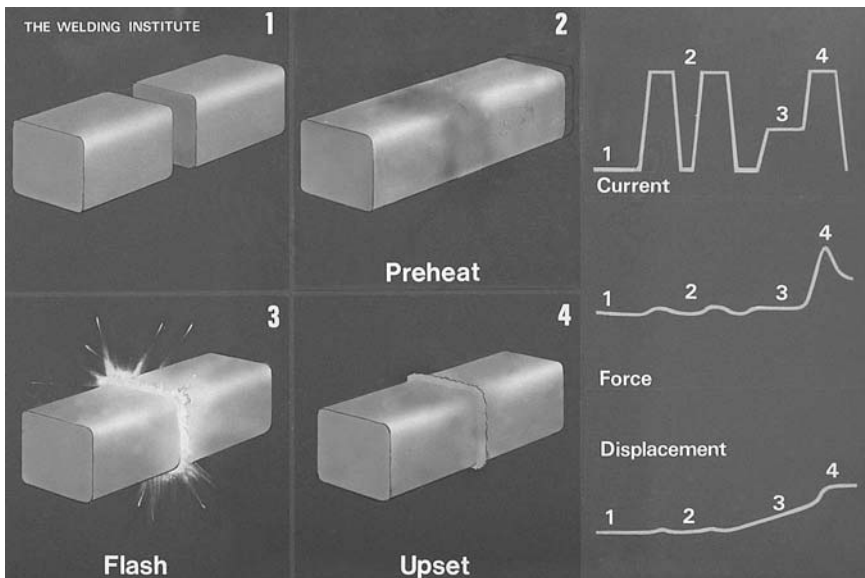 THE WELDING INSTITUTE
1
2
Preheat
3
Flash
4
Upset
1
2
3
4
Current
1
2
3
4
Force
Displacement
1
2
3
4